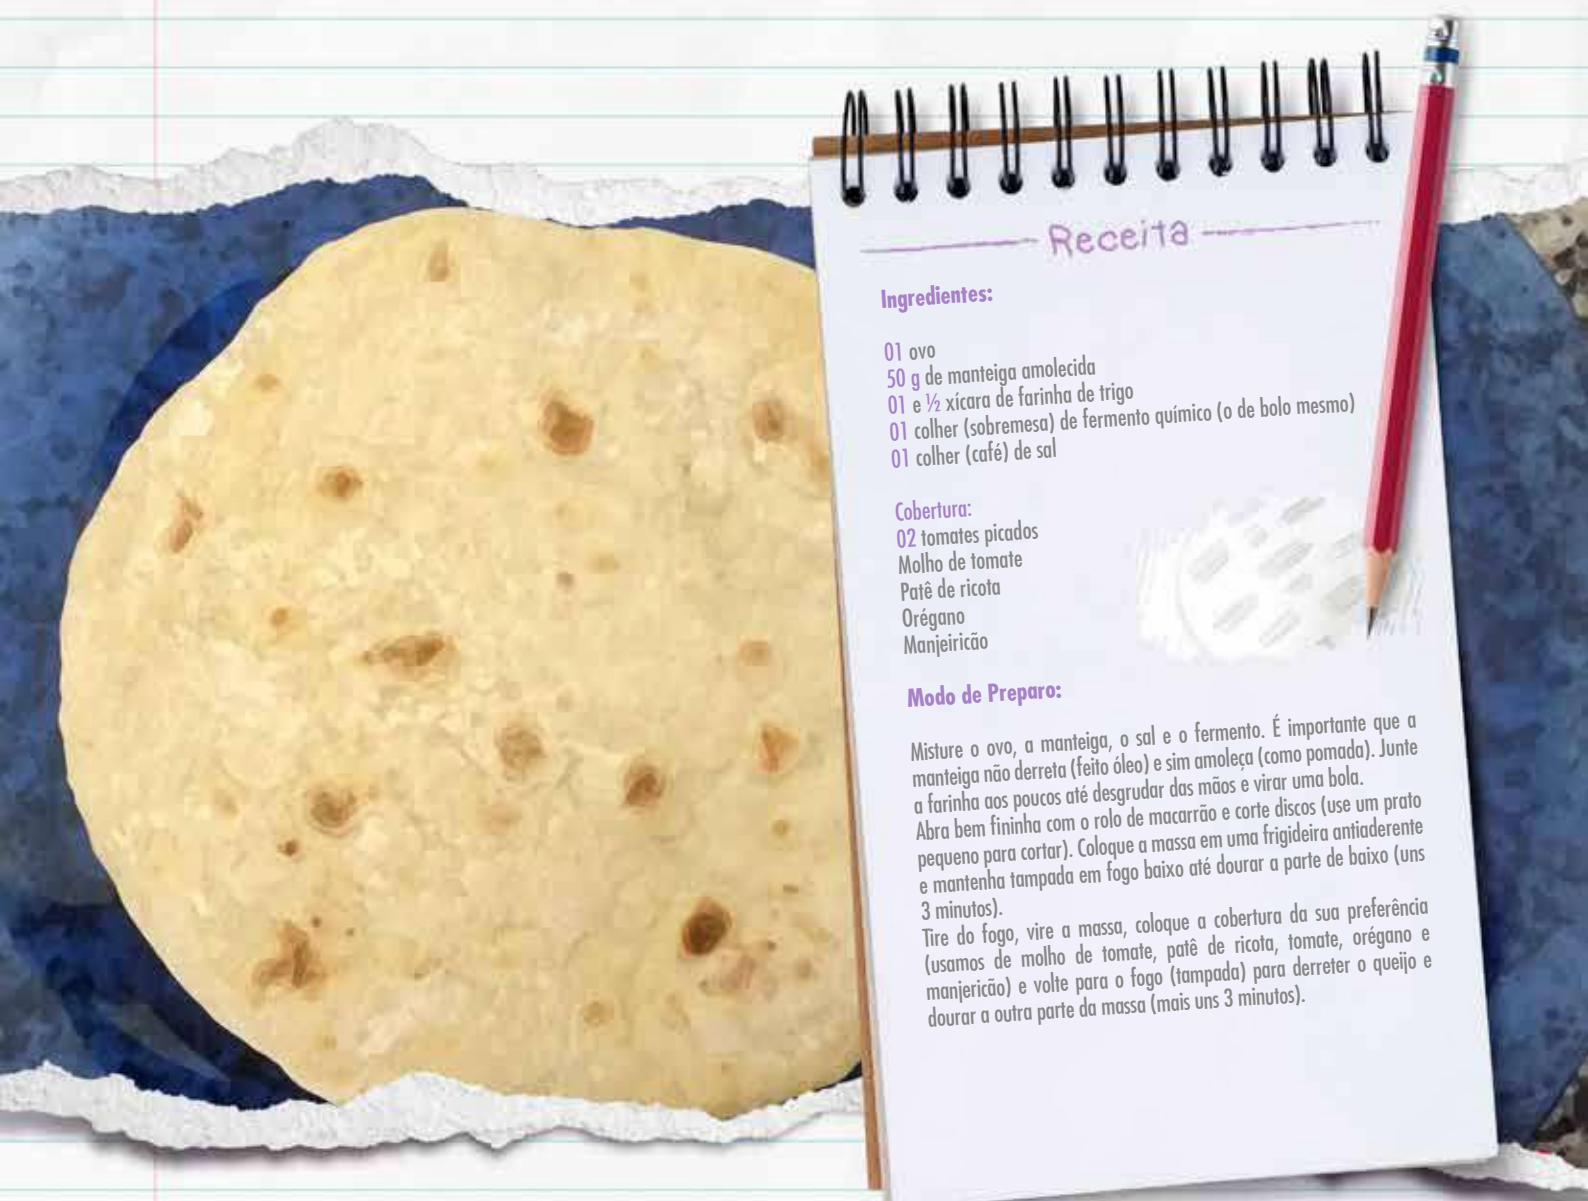 Receita
Ingredientes:
01 ovo
50 g de manteiga amolecida
01 e ½ xícara de farinha de trigo
01 colher (sobremesa) de fermento químico (o de bolo mesmo)
01 colher (café) de sal
Cobertura:
02 tomates picados
Molho de tomate
Patê de ricota
Orégano
Manjeiricão
Modo de Preparo:
Misture o ovo, a manteiga, o sal e o fermento. É importante que a
manteiga não derreta (feito óleo) e sim amoleça (como pomada). Junte
a farinha aos poucos até desgrudar das mãos e virar uma bola.
Abra bem fininha com o rolo de macarrão e corte discos (use um prato
pequeno para cortar). Coloque a massa em uma frigideira antiaderente
e mantenha tampada em fogo baixo até dourar a parte de baixo (uns
3 minutos).
Tire do fogo, vire a massa, coloque a cobertura da sua preferência
(usamos de molho de tomate, patê de ricota, tomate, orégano e
manjericão) e volte para o fogo (tampada) para derreter o queijo e
dourar a outra parte da massa (mais uns 3 minutos).